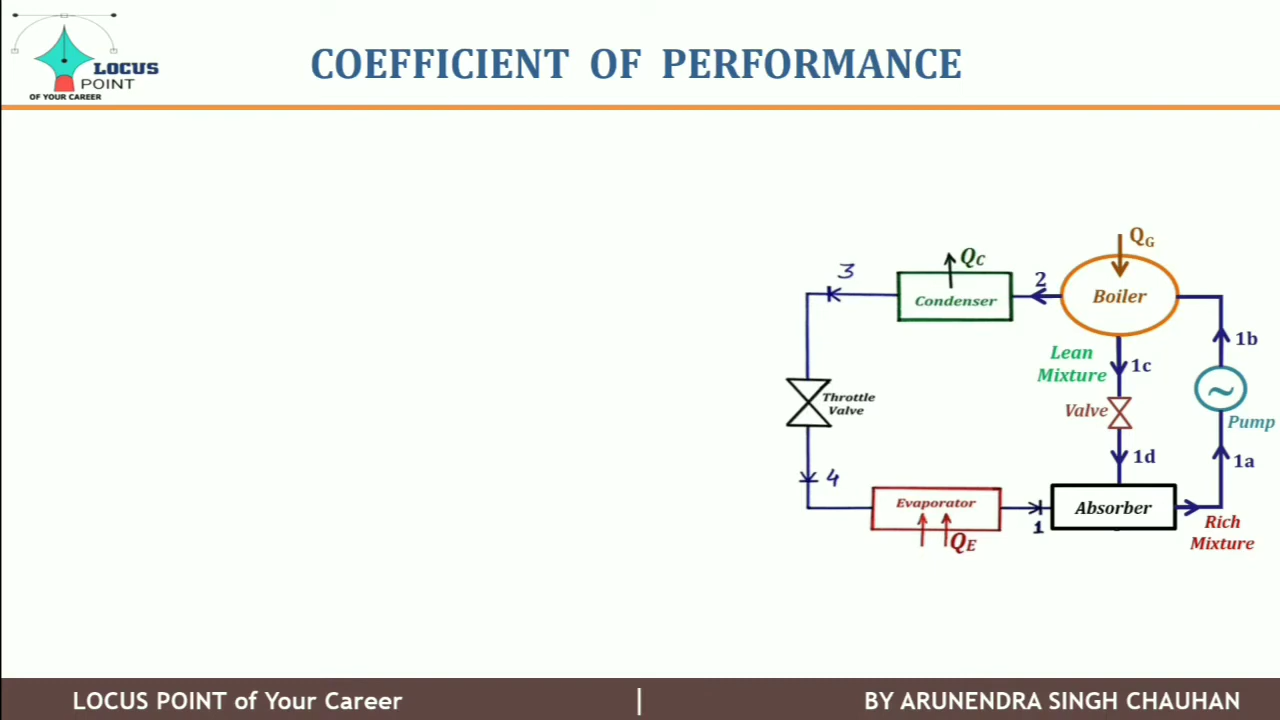 LOCUS
POINT
OF YOUR CAREER
COEFFICIENT OF PERFORMANCE
QG
QC
3
2
Condenser
Boiler
1b
Lean
Mixture
1c
Throttle
Valve
Valve
~
Pump
4
1d
1a
Evaporator
Absorber
1
QE
Rich
Mixture
LOCUS POINT of Your Career | BY ARUNENDRA SINGH CHAUHAN